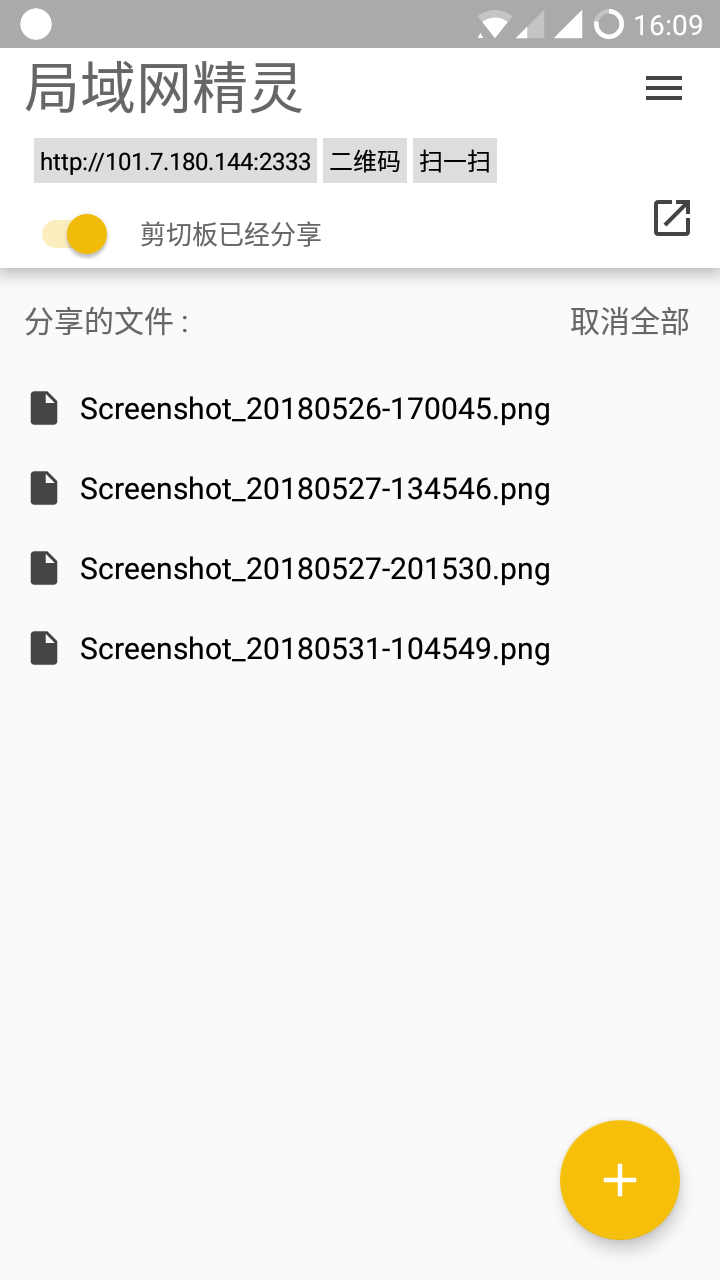 16:09
局域网精灵
http://101.7.180.144:2333 二维码 扫一扫
剪切板已经分享
分享的文件 : 取消全部
Screenshot_20180526-170045.png
Screenshot_20180527-134546.png
Screenshot_20180527-201530.png
Screenshot_20180531-104549.png